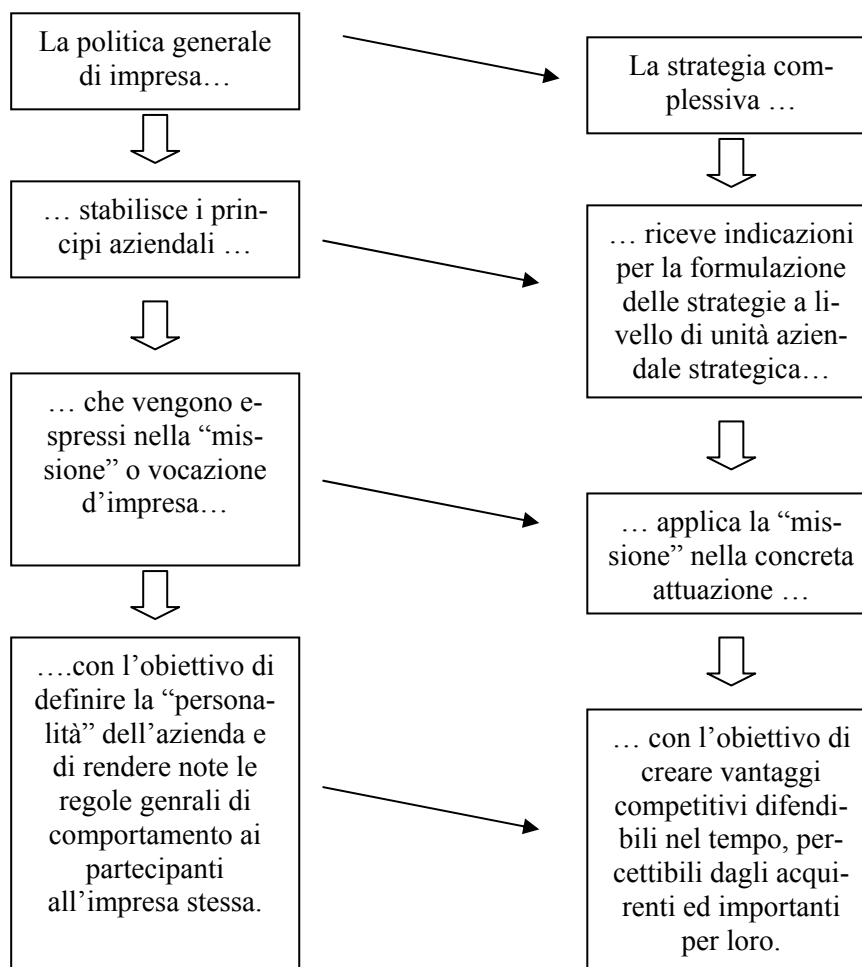 La politica generale
di impresa…
… stabilisce i prin-
cipi aziendali …
… che vengono e-
spressi nella “mis-
sione” o vocazione
d’impresa…
….con l’obiettivo di
definire la “persona-
lità” dell’azienda e
di rendere note le
regole genrali di
comportamento ai
partecipanti
all’impresa stessa.
La strategia com-
plessiva …
… riceve indicazioni
per la formulazione
delle strategie a li-
vello di unità azien-
dale strategica…
… applica la “mis-
sione” nella concreta
attuazione …
… con l’obiettivo di
creare vantaggi
competitivi difendi-
bili nel tempo, per-
cettibili dagli acqui-
renti ed importanti
per loro.